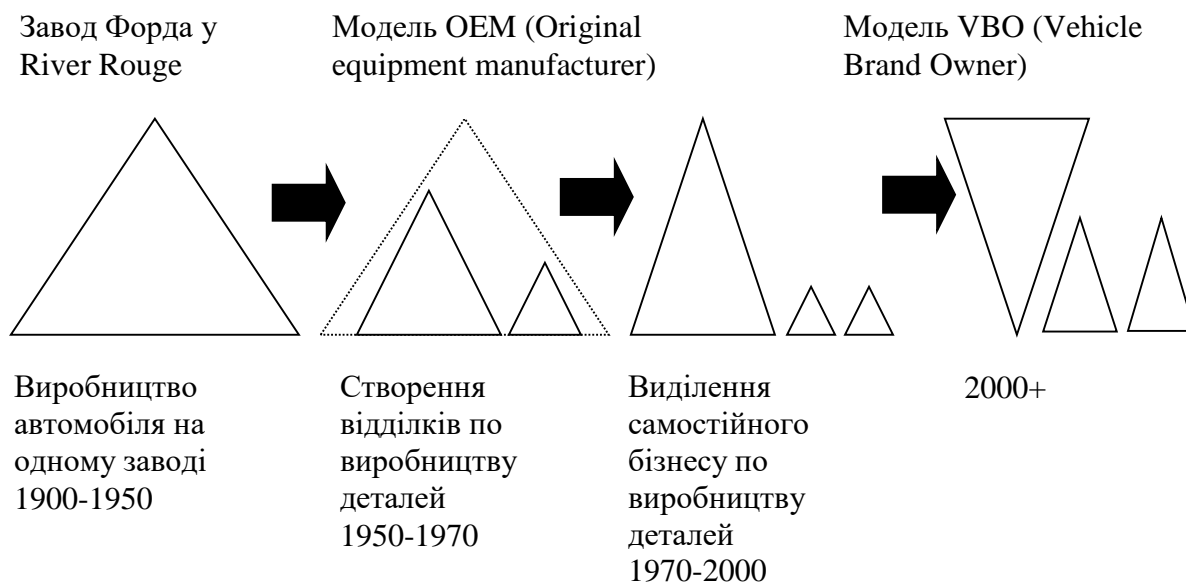 Завод Форда у
River Rouge
Модель OEM (Original
equipment manufacturer)
Модель VBO (Vehicle
Brand Owner)
Виробництво
автомобіля на
одному заводі
1900-1950
Створення
відділків по
виробництву
деталей
1950-1970
Виділення
самостійного
бізнесу по
виробництву
деталей
1970-2000
2000+